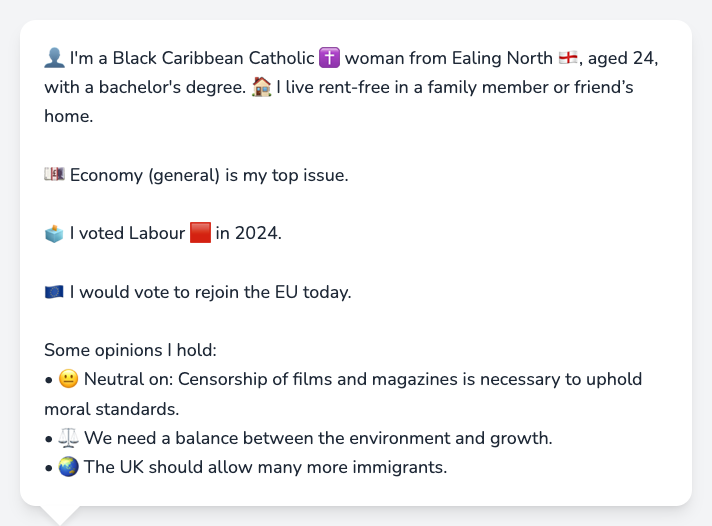 👤 I'm a Black Caribbean Catholic ✝️ woman from Ealing North 🏴󠁧󠁢󠁥󠁮󠁧󠁿, aged 24,
with a bachelor's degree. 🏠 I live rent-free in a family member or friend’s
home.
💷 Economy (general) is my top issue.
🗳️ I voted Labour 🟥 in 2024.
🇪🇺 I would vote to rejoin the EU today.
Some opinions I hold:
• 😐 Neutral on: Censorship of films and magazines is necessary to uphold
moral standards.
• ⚖️ We need a balance between the environment and growth.
• 🌏 The UK should allow many more immigrants.